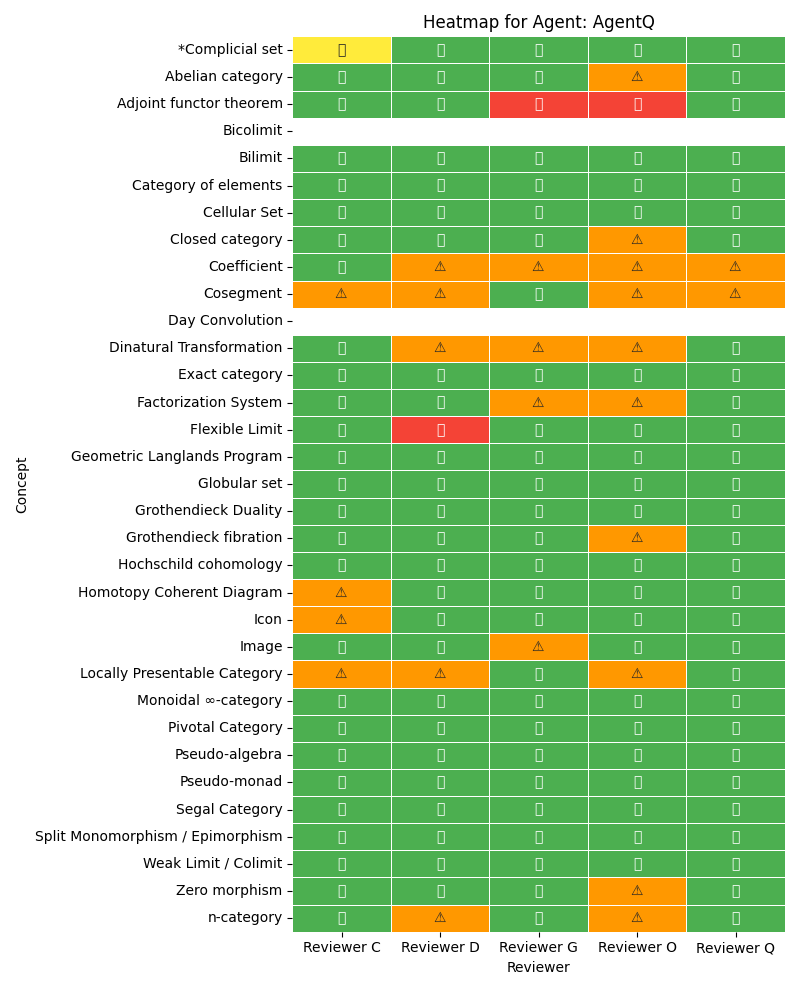 Heatmap for Agent: AgentQ
*Complicial set
Abelian category ⚠
Adjoint functor theorem
Bicolimit
Bilimit
Category of elements
Cellular Set
Closed category ⚠
Coefficient ⚠ ⚠ ⚠ ⚠
Cosegment ⚠ ⚠ ⚠ ⚠
Day Convolution
Dinatural Transformation ⚠ ⚠ ⚠
Exact category
Factorization System ⚠ ⚠
Flexible Limit
Geometric Langlands Program
Globular set
Grothendieck Duality
Grothendieck fibration ⚠
Hochschild cohomology
Homotopy Coherent Diagram ⚠
Icon ⚠
Image ⚠
Locally Presentable Category ⚠ ⚠ ⚠
Monoidal ∞-category
Pivotal Category
Pseudo-algebra
Pseudo-monad
Segal Category
Split Monomorphism / Epimorphism
Weak Limit / Colimit
Zero morphism ⚠
n-category ⚠ ⚠
Concept
Reviewer C Reviewer D Reviewer G Reviewer O Reviewer Q
Reviewer